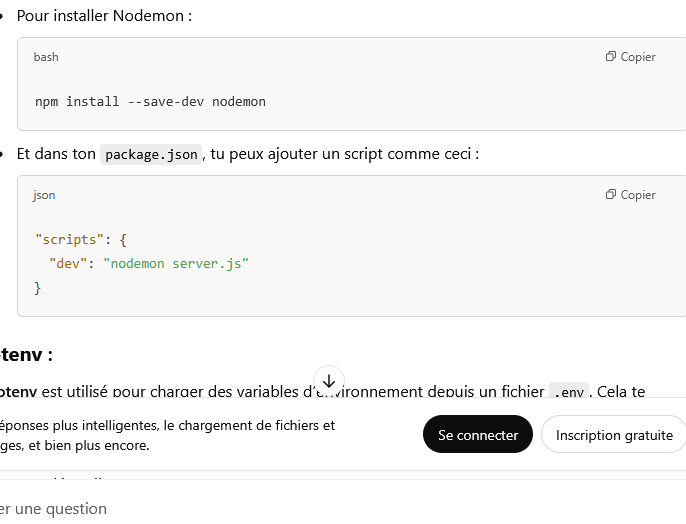 Pour installer Nodemon :
bash
Copier
npm install --save-dev nodemon
Et dans ton package.json, tu peux ajouter un script comme ceci :
json
Copier
"scripts": {
"dev": "nodemon server.js"
}
tenv :
otenv est utilisé pour charger des variables d'environnement depuis un fichier .env. Cela te
éponses plus intelligentes, le chargement de fichiers et
ges, et bien plus encore.
Se connecter
Inscription gratuite
er une question